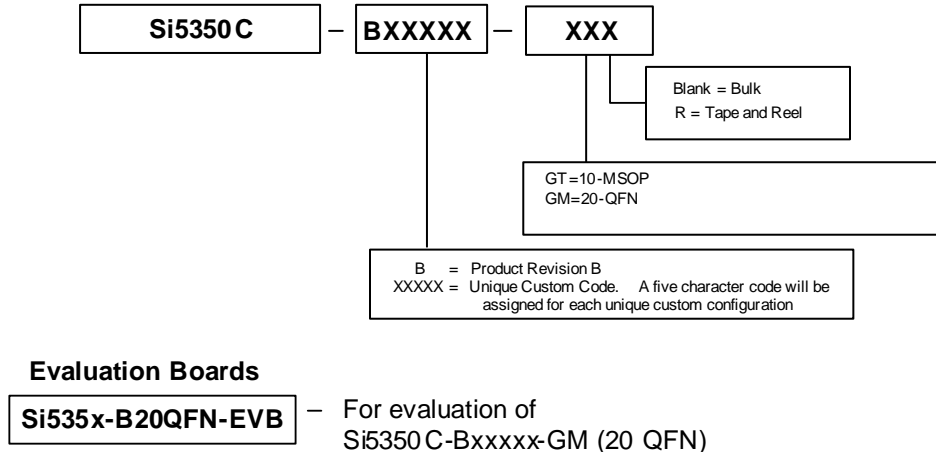 Si5350C – BXXXXX – XXX
Blank = Bulk
R = Tape and Reel
GT=10-MSOP
GM=20-QFN
B = Product Revision B
XXXXX = Unique Custom Code. A five character code will be
assigned for each unique custom configuration
Evaluation Boards
Si535x-B20QFN-EVB – For evaluation of
Si5350C-Bxxxxx-GM (20 QFN)